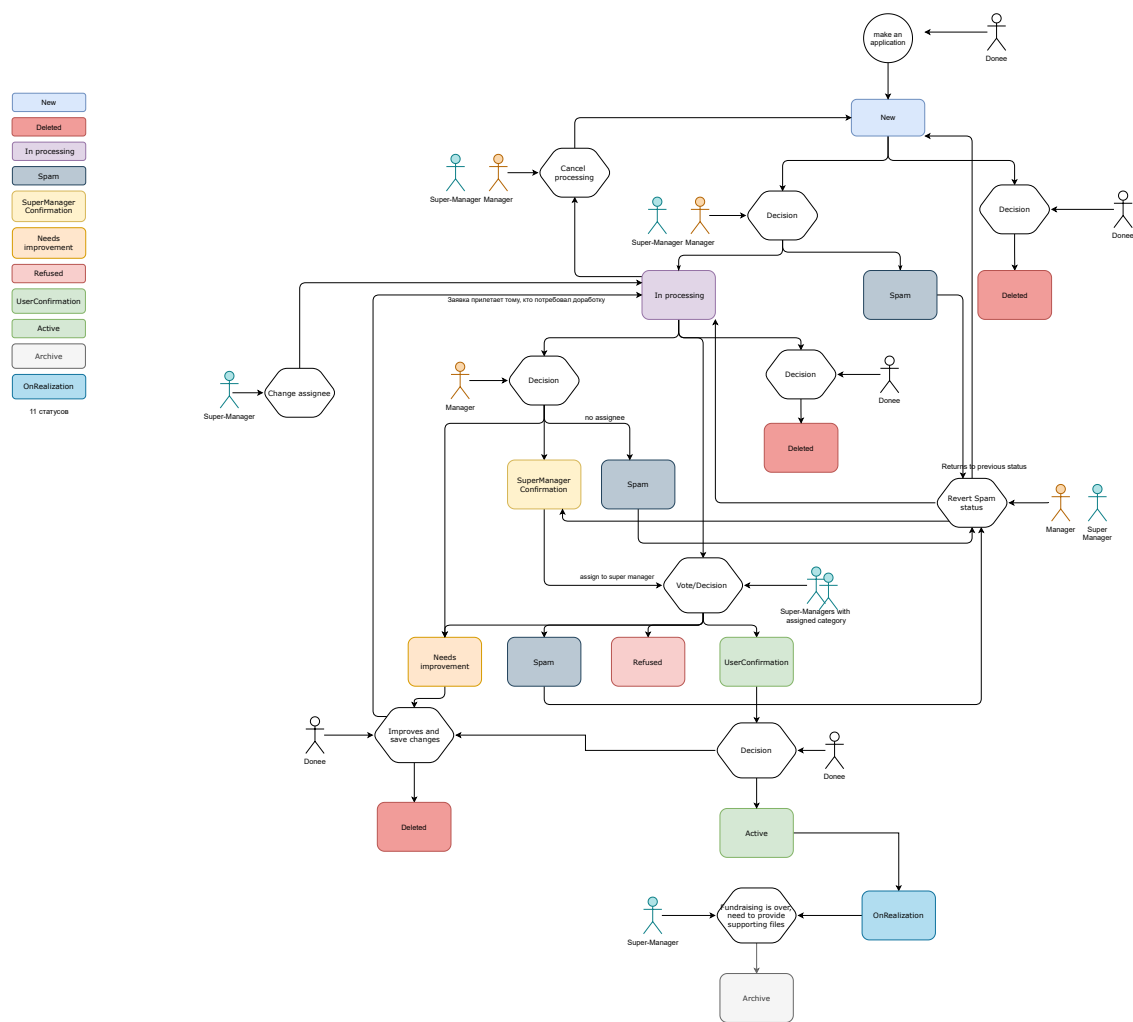 make an
application
Donee
New
Deleted
In processing
Spam
SuperManager
Confirmation
Needs
improvement
Refused
UserConfirmation
Active
Archive
OnRealization
11 статусов
New
Cancel
processing
Super-Manager
Manager
Decision
Super-Manager
Manager
Decision
Donee
In processing
Spam
Deleted
Заявка прилетает тому, кто потребовал доработку
Change assignee
Super-Manager
Decision
Manager
Decision
Donee
no assignee
Deleted
SuperManager
Confirmation
Spam
Returns to previous status
Revert Spam
status
Manager
Super
Manager
assign to super manager
Vote/Decision
Super-Managers with
assigned category
Needs
improvement
Spam
Refused
UserConfirmation
Improves and
save changes
Donee
Decision
Donee
Deleted
Active
Fundraising is over,
need to provide
supporting files
Super-Manager
OnRealization
Archive